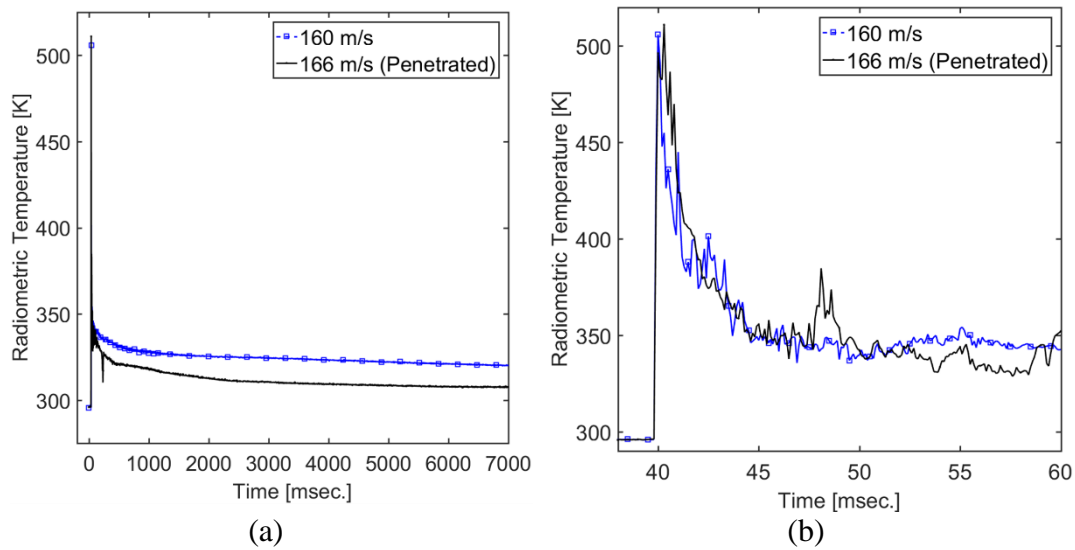 160 m/s
166 m/s (Penetrated)
Radiometric Temperature [K]
500
450
400
350
300
0 1000 2000 3000 4000 5000 6000 7000
Time [msec.]
(a)
160 m/s
166 m/s (Penetrated)
Radiometric Temperature [K]
500
450
400
350
300
40 45 50 55 60
Time [msec.]
(b)